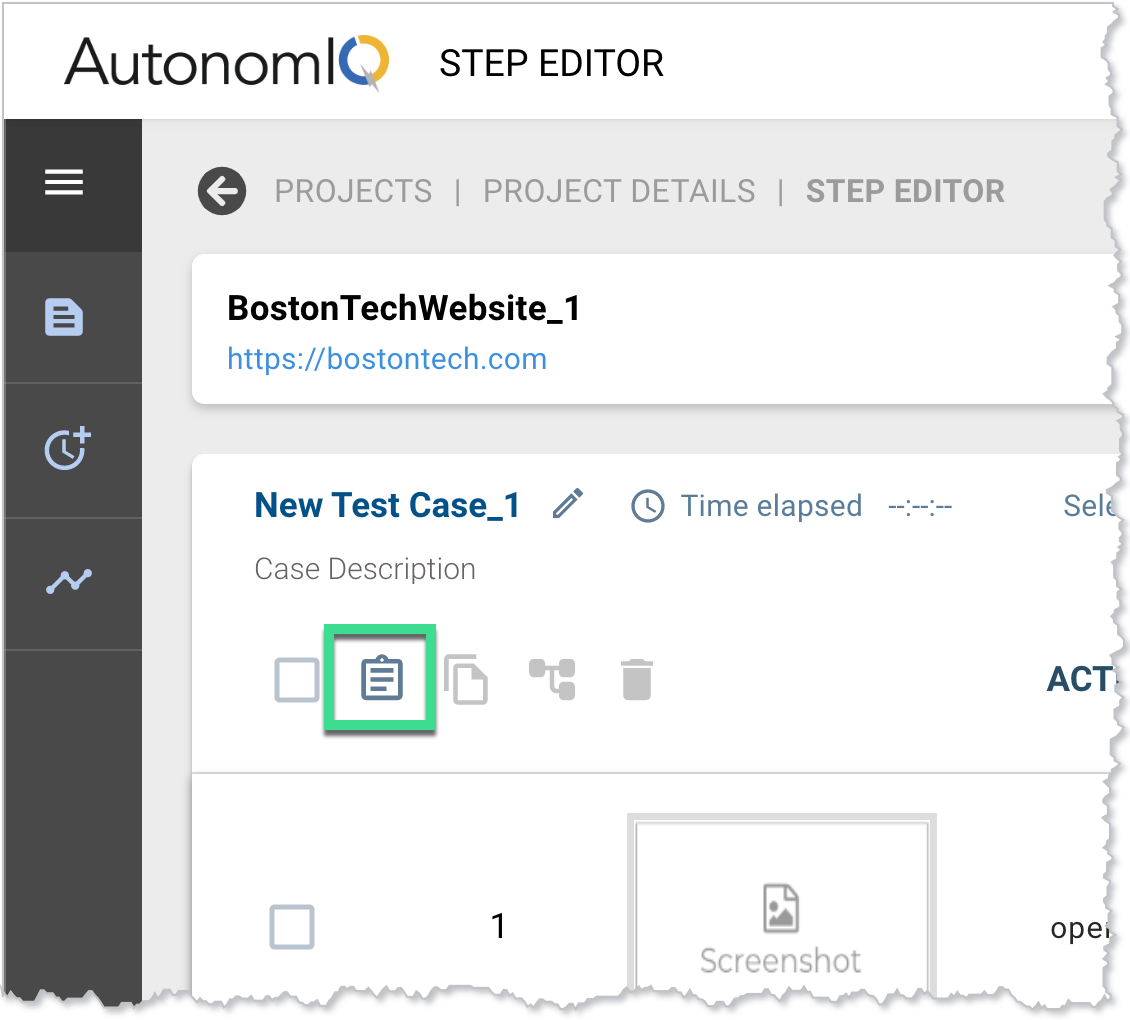 AutonomIQ STEP EDITOR
PROJECTS | PROJECT DETAILS | STEP EDITOR
BostonTechWebsite_1
https://bostontech.com
New Test Case_1 Time elapsed --:--:-- Sele
Case Description
ACT
1 Screenshot oper